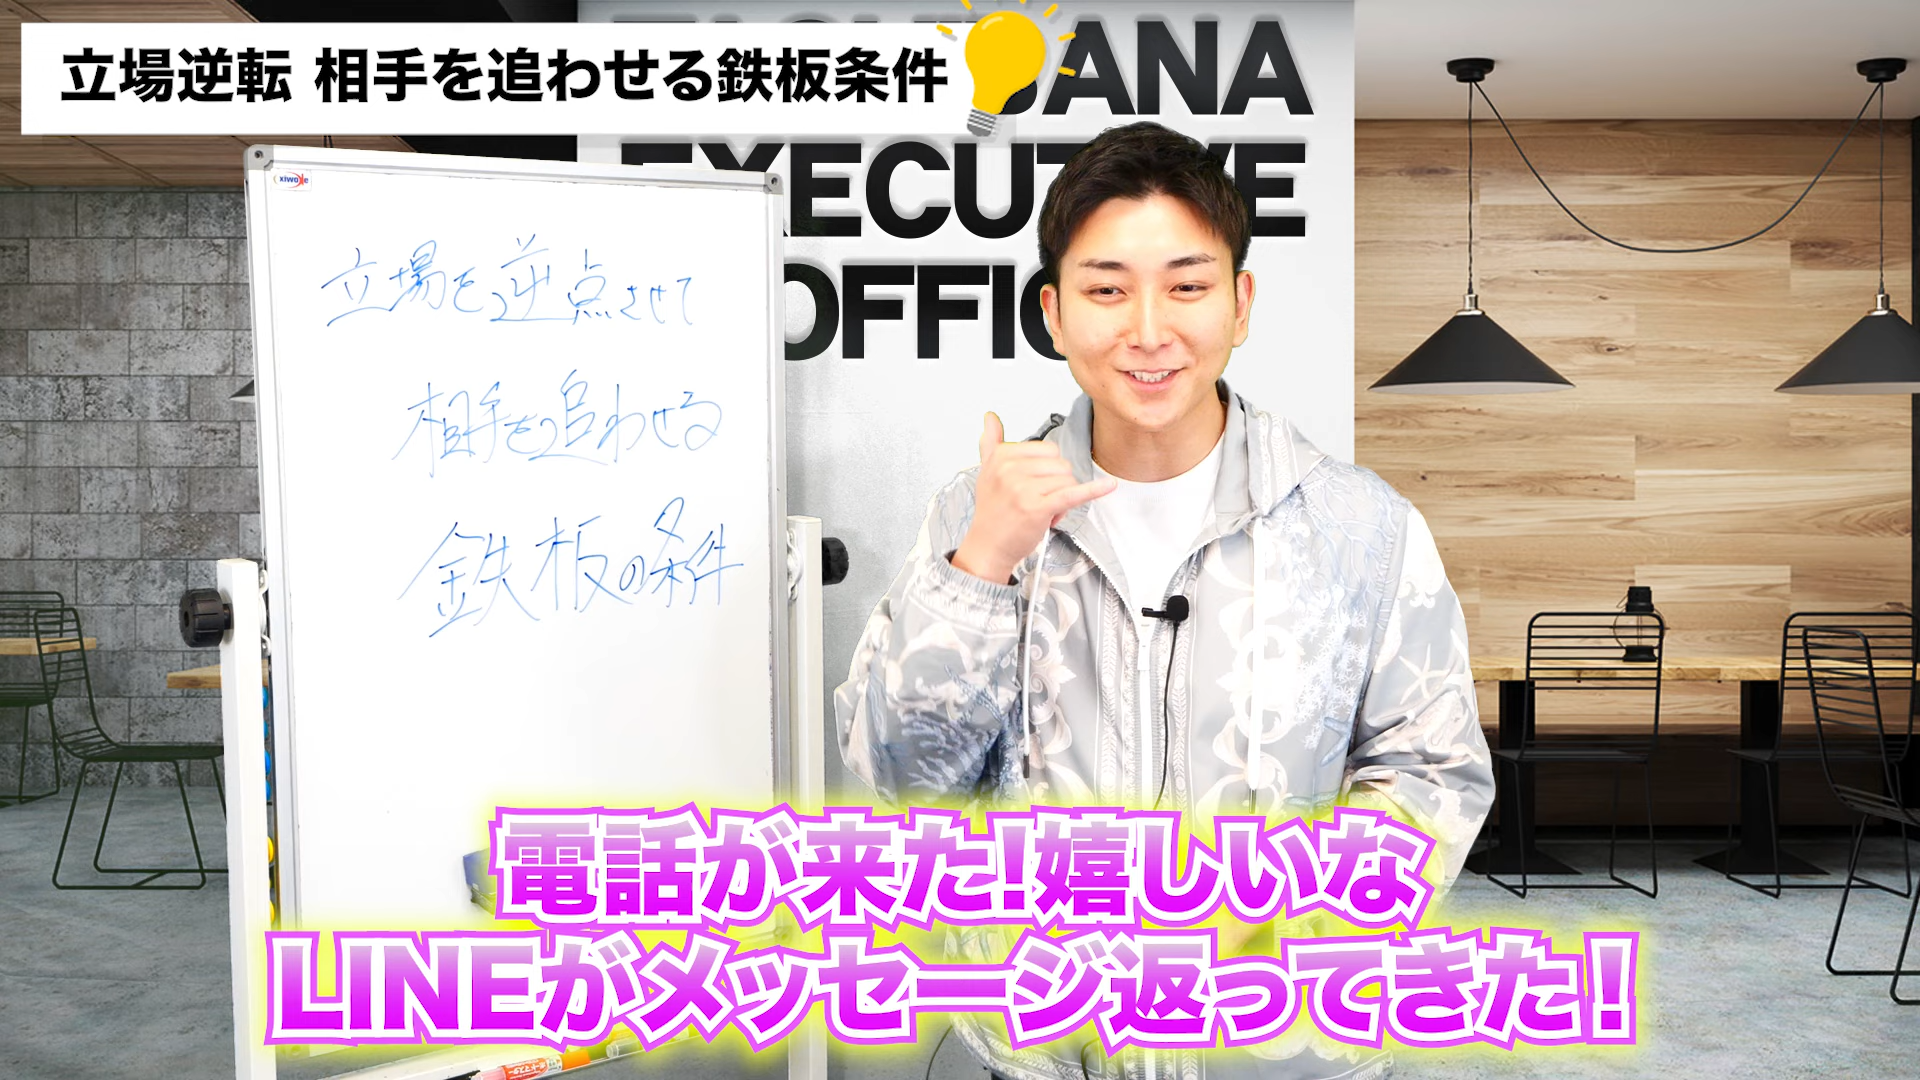 立場逆転 相手を追わせる鉄板条件
ANA
EXECUTIVE
OFFIC
xiwoxe
立場を逆点させて
相手を追わせる
鉄板の条件
電話が来た!嬉しいな
LINEがメッセージ返ってきた!